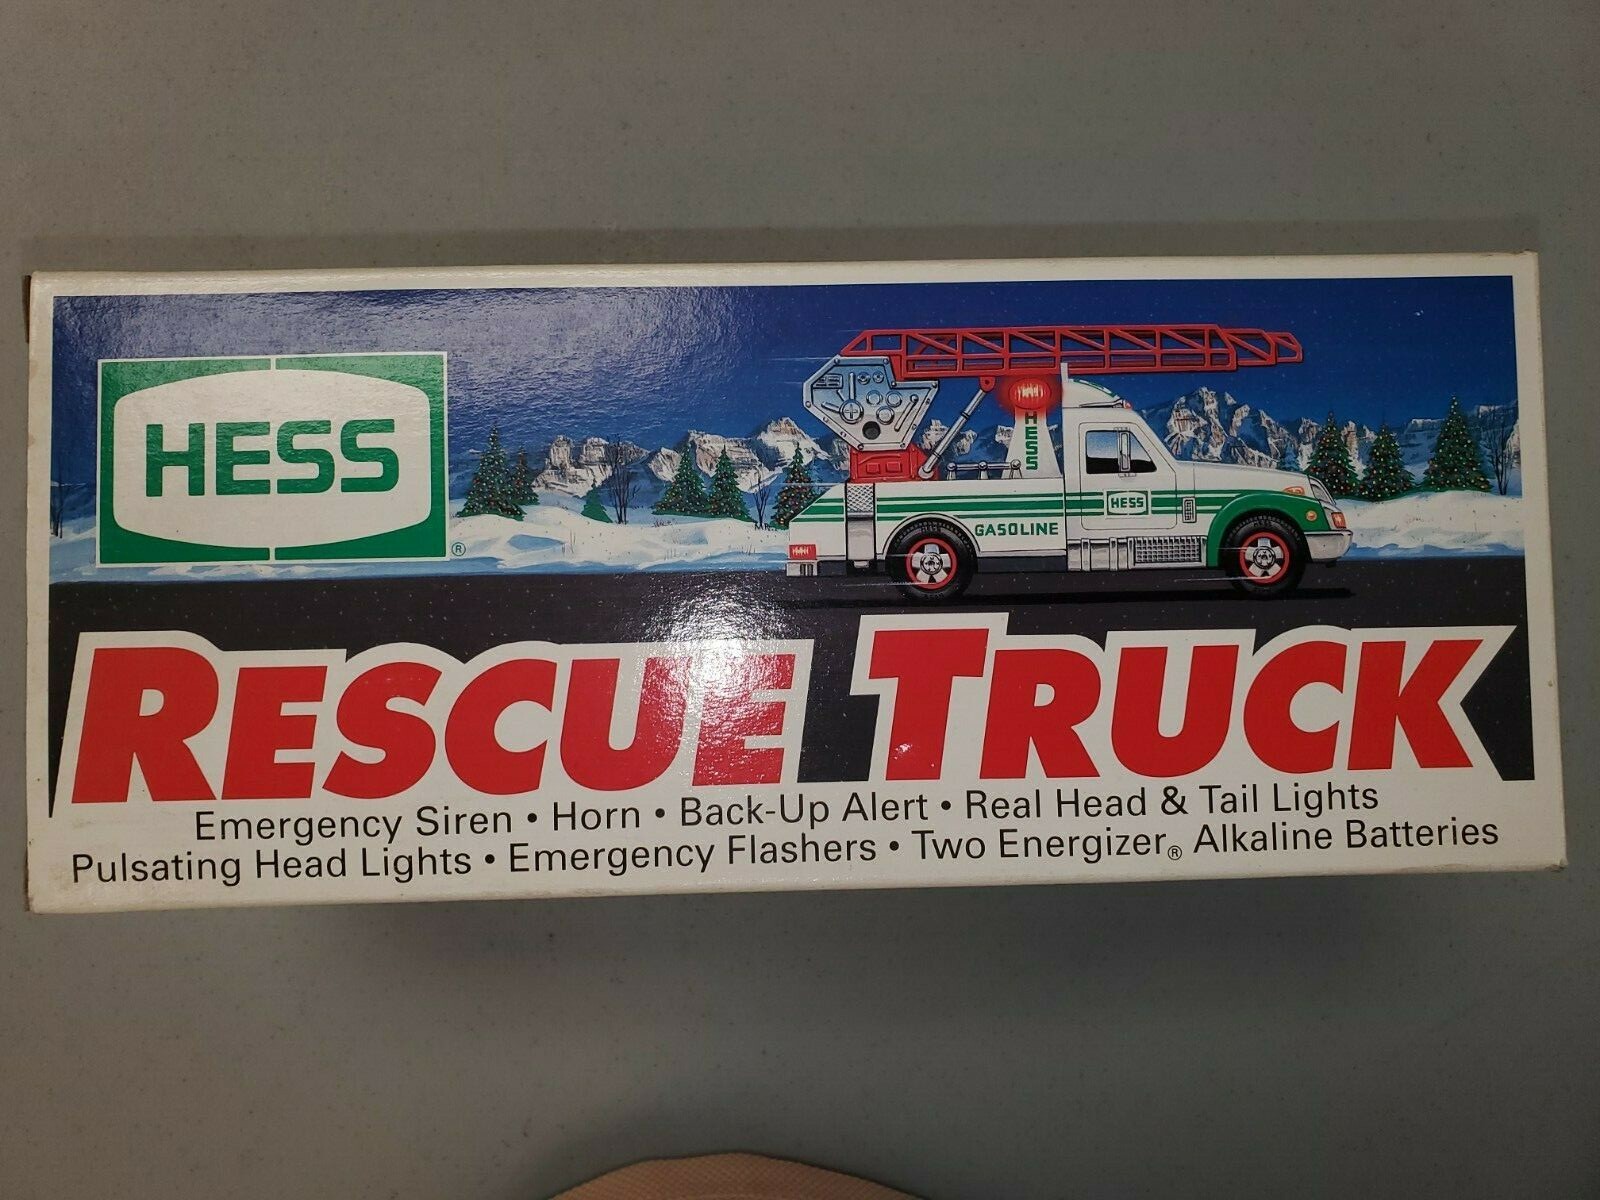 HESS
®
HESS
HESS
GASOLINE
RESCUE TRUCK
Emergency Siren • Horn • Back-Up Alert • Real Head & Tail Lights
Pulsating Head Lights • Emergency Flashers • Two Energizer® Alkaline Batteries